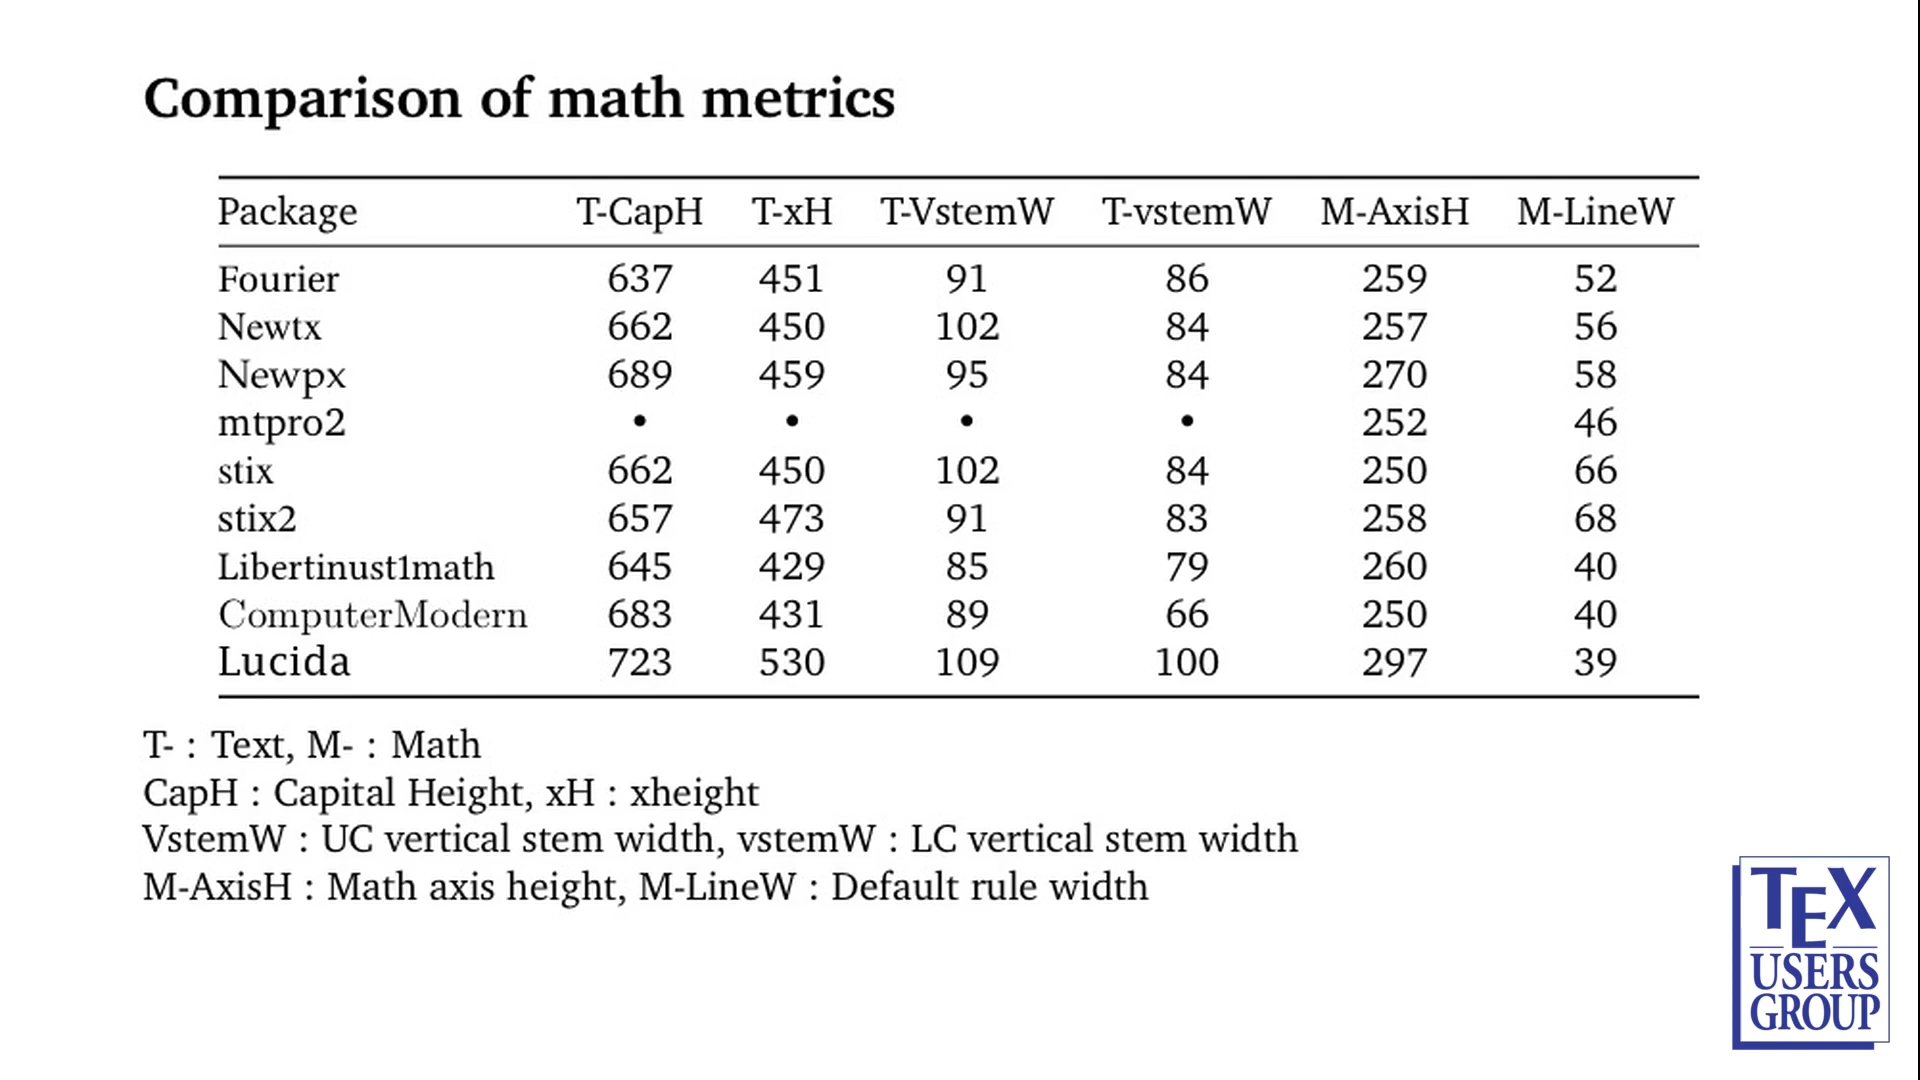 Comparison of math metrics
Package T-CapH T-xH T-VstemW T-vstemW M-AxisH M-LineW
Fourier 637 451 91 86 259 52
Newtx 662 450 102 84 257 56
Newpx 689 459 95 84 270 58
mtpro2 • • • • 252 46
stix 662 450 102 84 250 66
stix2 657 473 91 83 258 68
Libertinust1math 645 429 85 79 260 40
ComputerModern 683 431 89 66 250 40
Lucida 723 530 109 100 297 39
T- : Text, M- : Math
CapH : Capital Height, xH : xheight
VstemW : UC vertical stem width, vstemW : LC vertical stem width
M-AxisH : Math axis height, M-LineW : Default rule width
TEX
USERS
GROUP